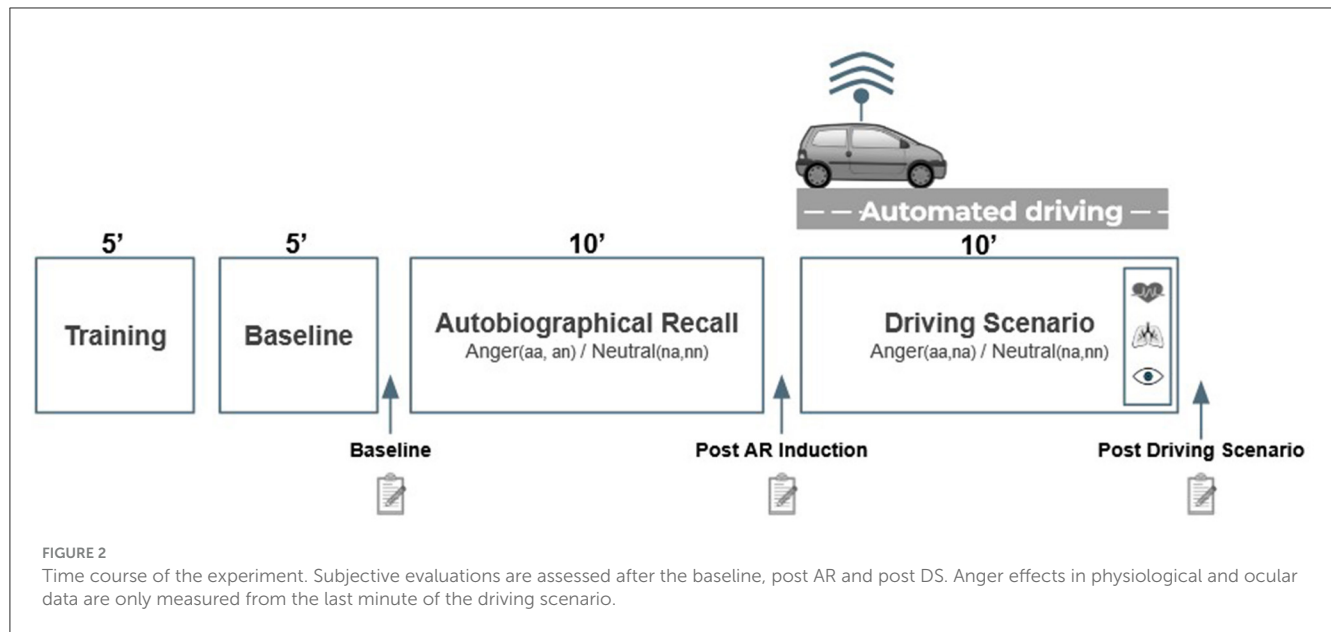 Automated driving
5’ 5’ 10’ 10’
Training
Baseline
Autobiographical Recall
Anger(aa, an) / Neutral(na,nn)
Driving Scenario
Anger(aa,na) / Neutral(na,nn)
Baseline
Post AR Induction
Post Driving Scenario
FIGURE 2
Time course of the experiment. Subjective evaluations are assessed after the baseline, post AR and post DS. Anger effects in physiological and ocular
data are only measured from the last minute of the driving scenario.